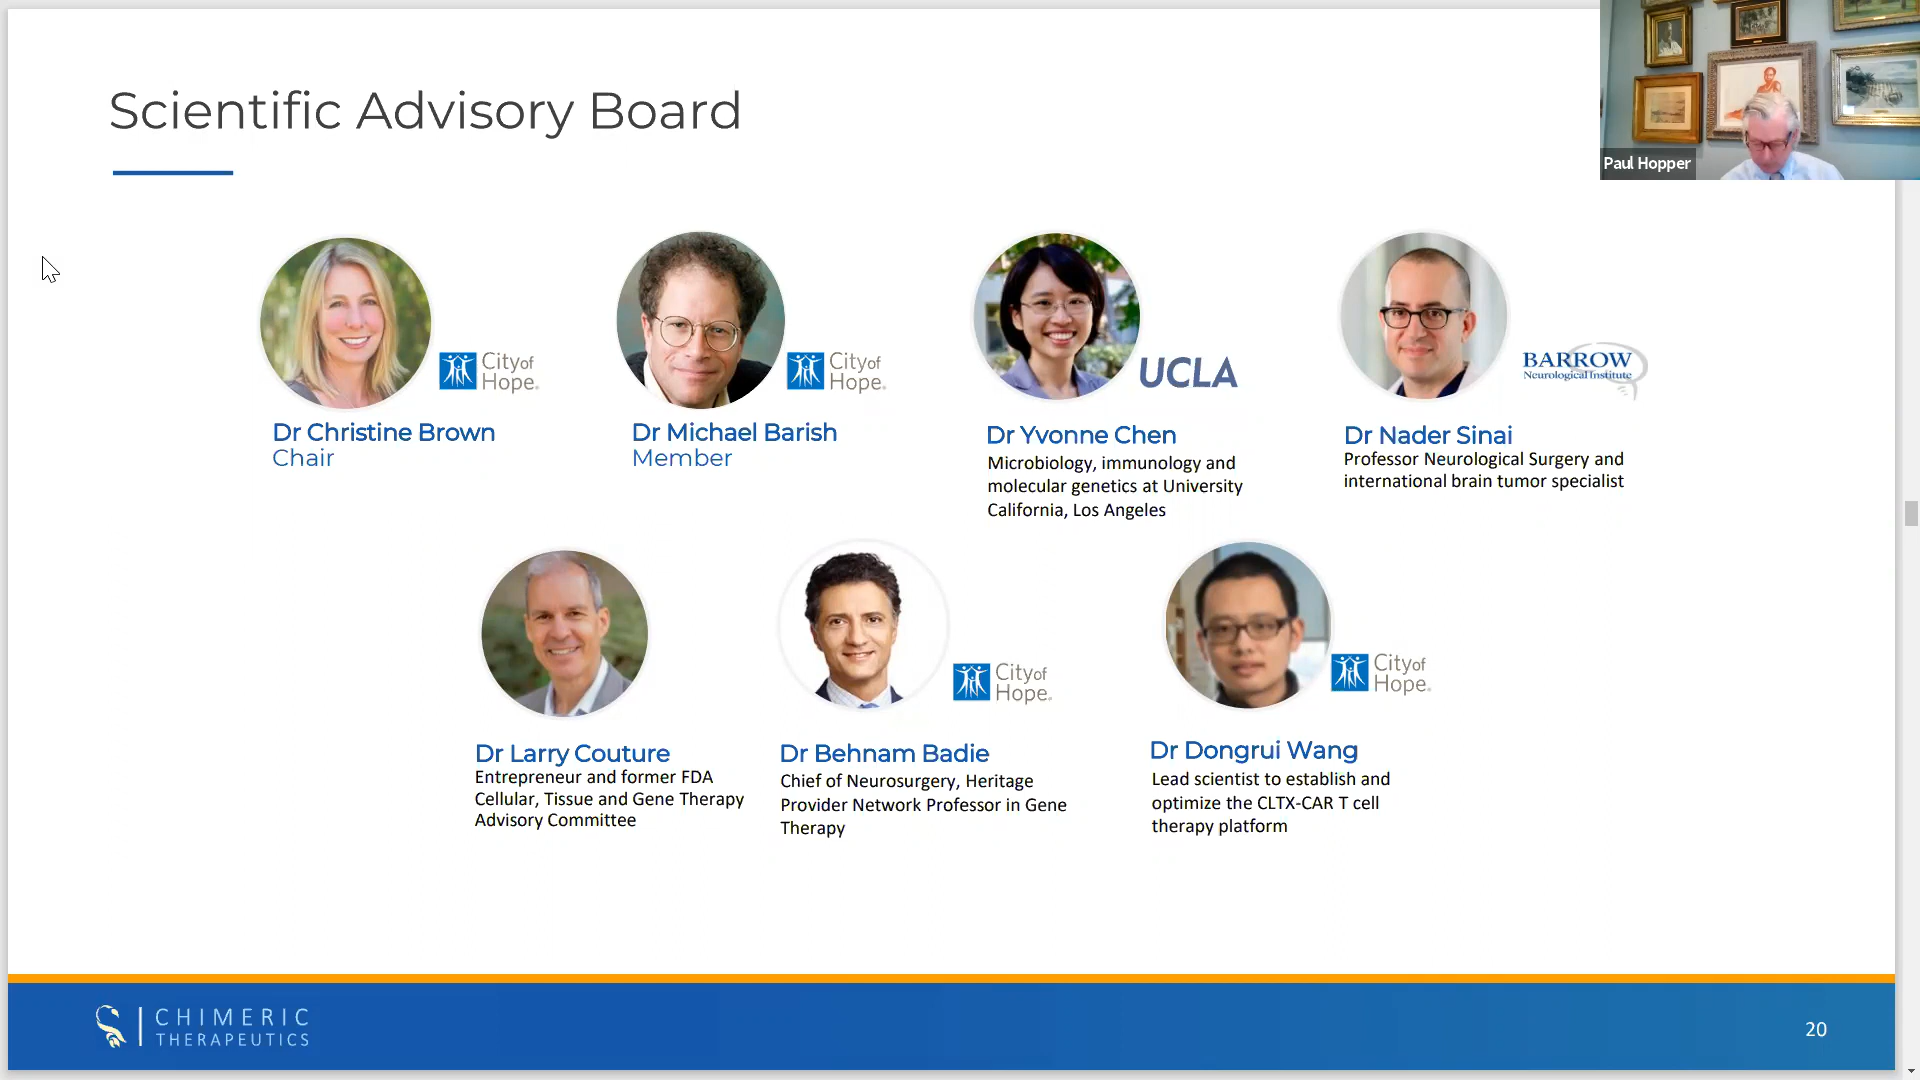 Scientific Advisory Board
Paul Hopper
City of
Hope®
Dr Christine Brown
Chair
City of
Hope®
Dr Michael Barish
Member
UCLA
Dr Yvonne Chen
Microbiology, immunology and
molecular genetics at University
California, Los Angeles
BARROW
Neurological Institute
Dr Nader Sinai
Professor Neurological Surgery and
international brain tumor specialist
Dr Larry Couture
Entrepreneur and former FDA
Cellular, Tissue and Gene Therapy
Advisory Committee
City of
Hope®
Dr Behnam Badie
Chief of Neurosurgery, Heritage
Provider Network Professor in Gene
Therapy
City of
Hope®
Dr Dongrui Wang
Lead scientist to establish and
optimize the CLTX-CAR T cell
therapy platform
CHIMERIC
THERAPEUTICS
20